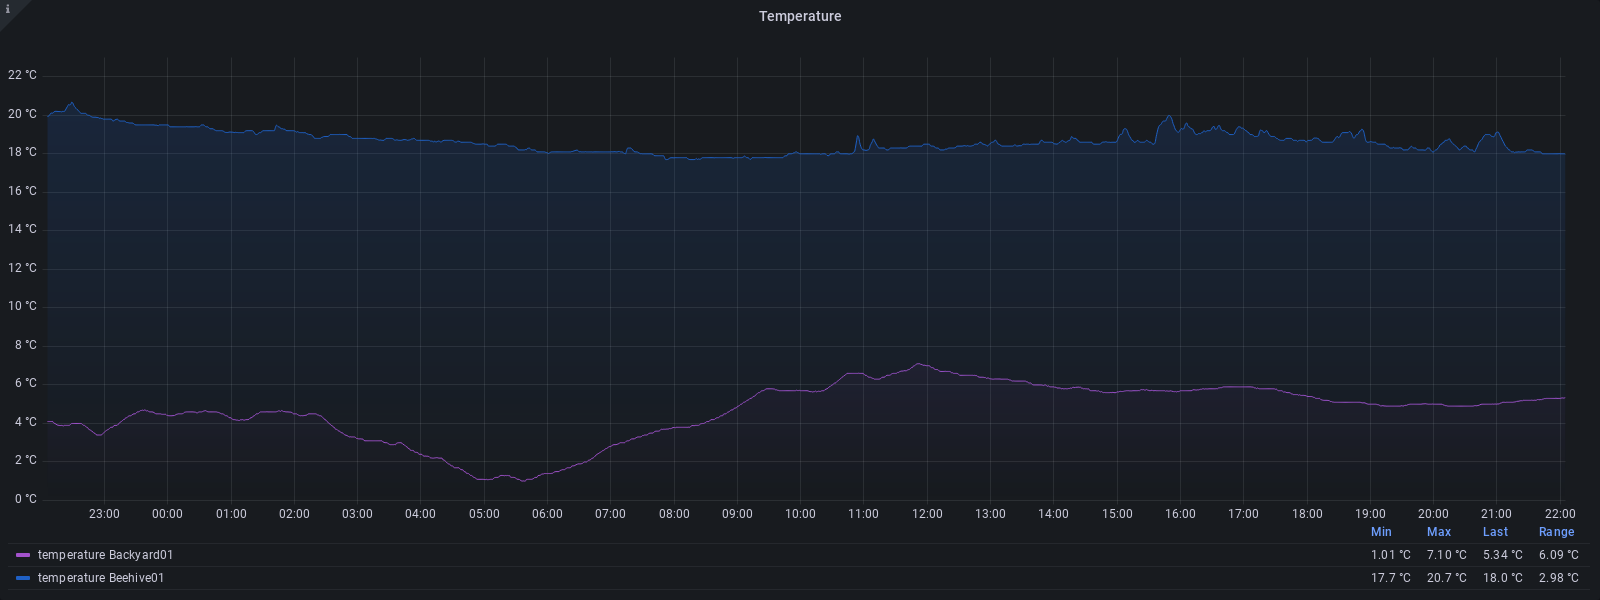 i
Temperature
22 °C
20 °C
18 °C
16 °C
14 °C
12 °C
10 °C
8 °C
6 °C
4 °C
2 °C
0 °C
23:00 00:00 01:00 02:00 03:00 04:00 05:00 06:00 07:00 08:00 09:00 10:00 11:00 12:00 13:00 14:00 15:00 16:00 17:00 18:00 19:00 20:00 21:00 22:00
Min Max Last Range
temperature Backyard01 1.01 °C 7.10 °C 5.34 °C 6.09 °C
temperature Beehive01 17.7 °C 20.7 °C 18.0 °C 2.98 °C